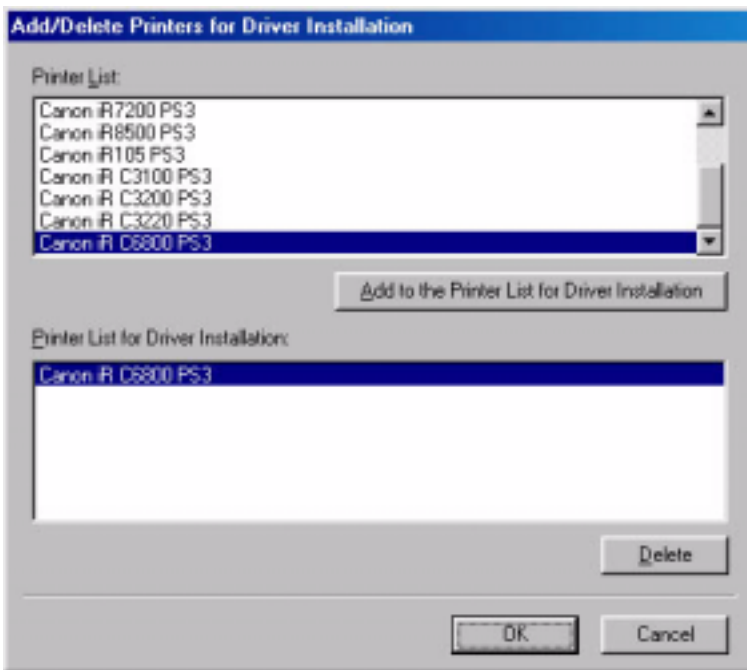 Add/Delete Printers for Driver Installation
Printer List:
Canon iR7200 PS3
Canon iR8500 PS3
Canon iR105 PS3
Canon iR C3100 PS3
Canon iR C3200 PS3
Canon iR C3220 PS3
Canon iR C6800 PS3
Add to the Printer List for Driver Installation
Printer List for Driver Installation:
Canon iR C6800 PS3
Delete
OK
Cancel